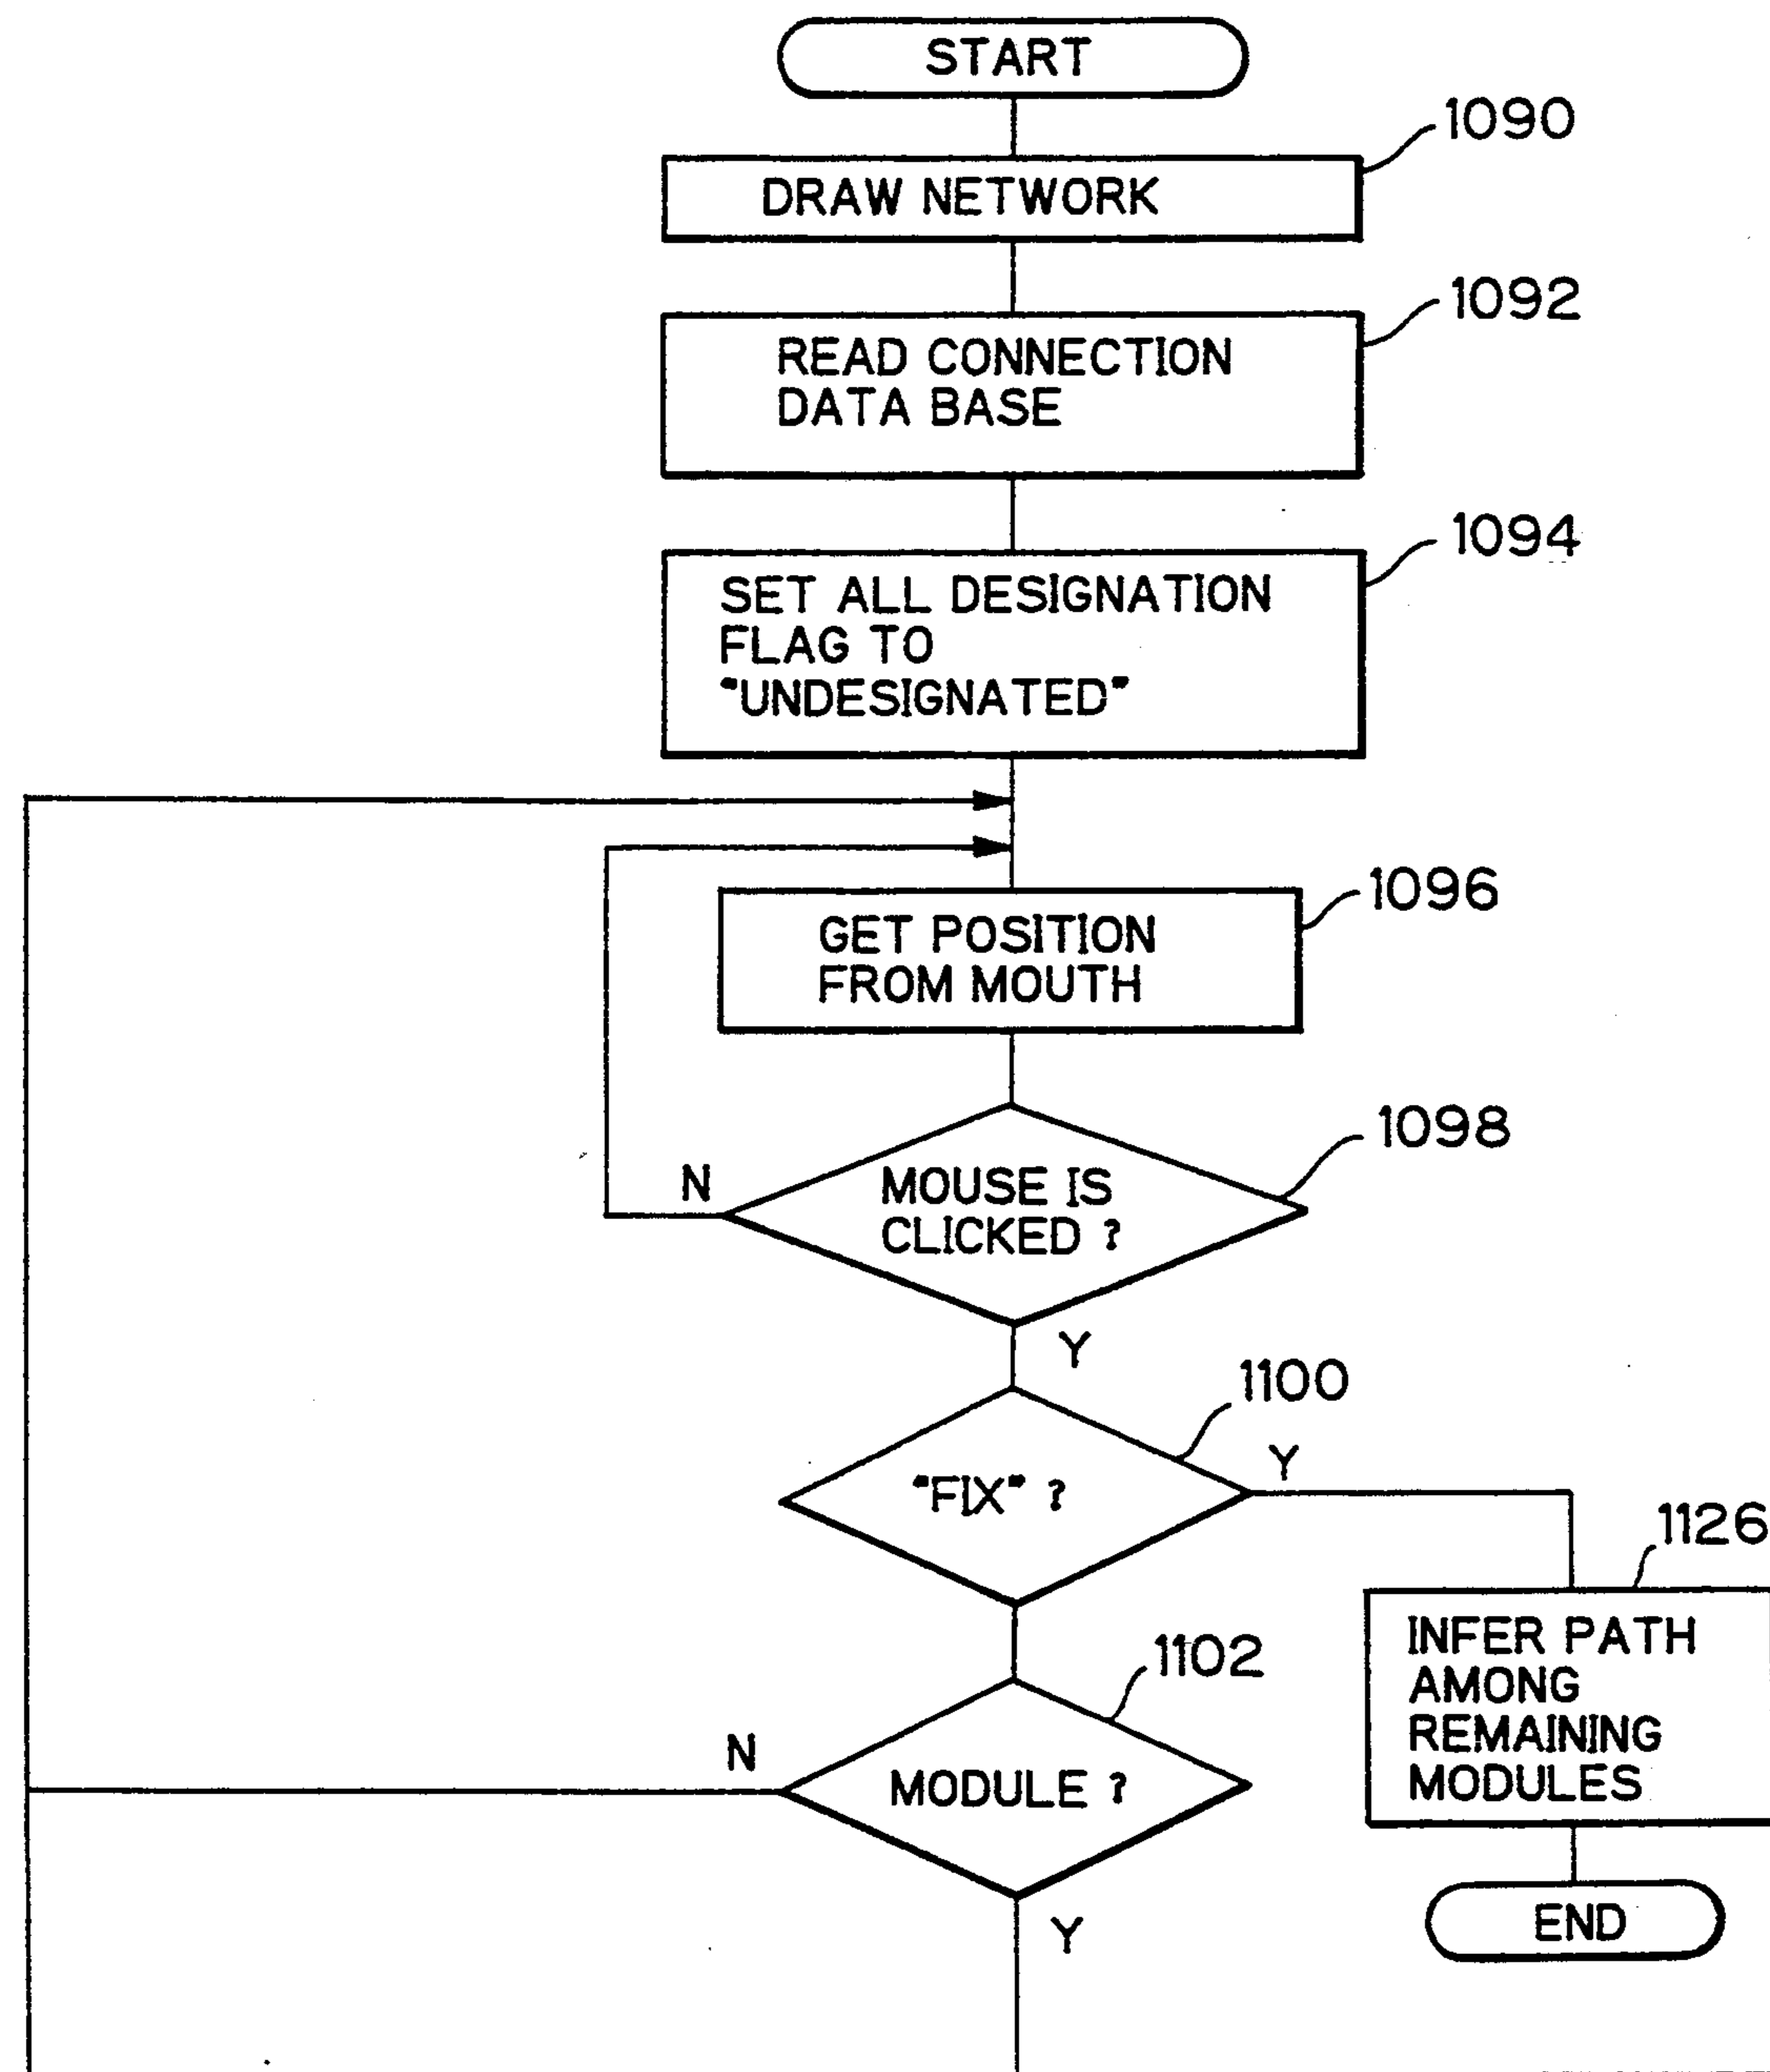 START
1090
DRAW NETWORK
1092
READ CONNECTION
DATA BASE
1094
SET ALL DESIGNATION
FLAG TO
"UNDESIGNATED"
1096
GET POSITION
FROM MOUTH
1098
N
MOUSE IS
CLICKED ?
Y
1100
"FIX" ?
Y
1126
INFER PATH
AMONG
REMAINING
MODULES
1102
N
MODULE ?
Y
END